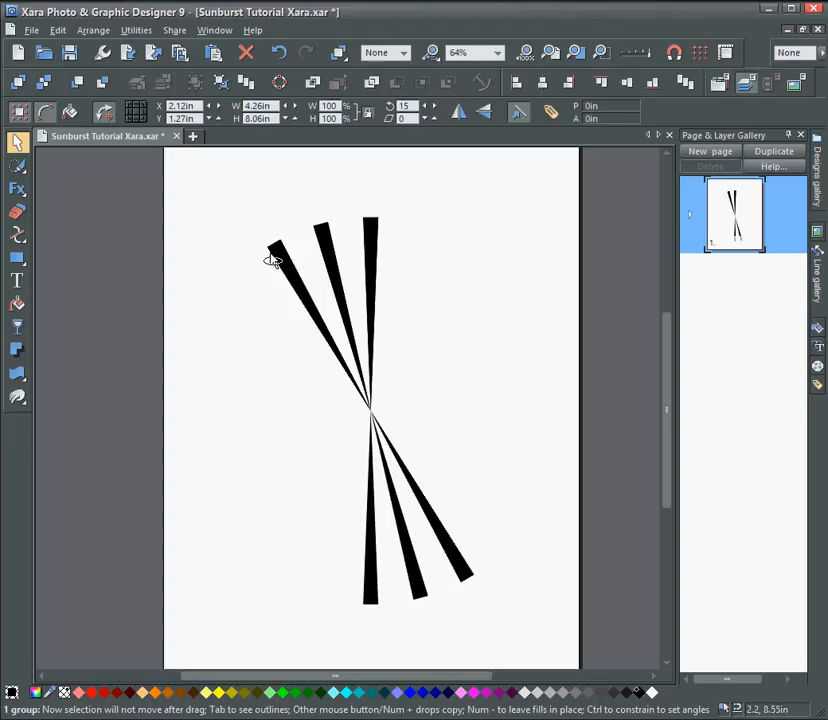 Xara Photo & Graphic Designer 9 - [Sunburst Tutorial Xara.xar *]
File Edit Arrange Utilities Share Window Help
None 64% None
X 2.12in W 4.26in W 100 % 15 P 0in
Y 1.27in H 8.06in H 100 % 0 A 0in
Sunburst Tutorial Xara.xar *
Page & Layer Gallery
New page Duplicate
Delete Help...
1.
Designs gallery
Line gallery
1 group: Now selection will not move after drag; Tab to see outlines; Other mouse button/Num + drops copy; Num - to leave fills in place; Ctrl to constrain to set angles
2.2, 8.55in